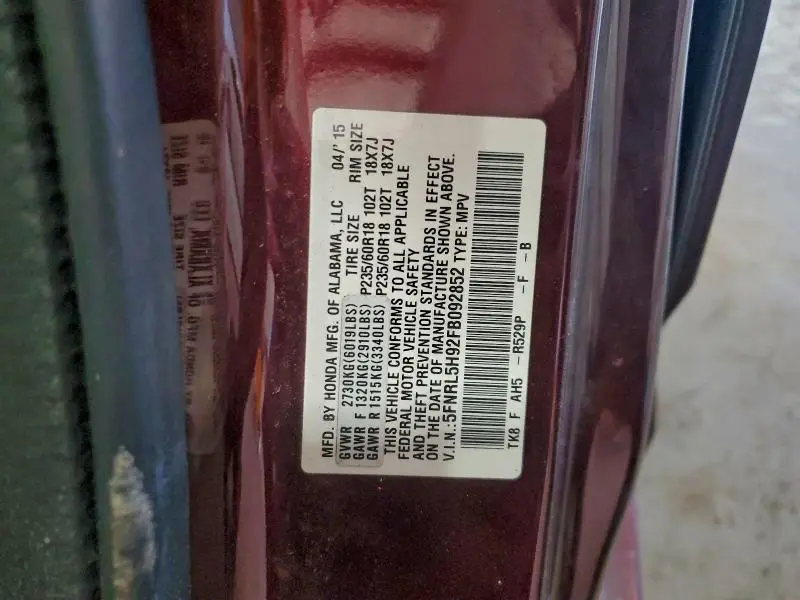 MFD. BY HONDA MFG. OF ALABAMA, LLC 04/'15
GVWR 2730KG(6019LBS) TIRE SIZE RIM SIZE
GAWR F 1320KG(2910LBS) P235/60R18 102T 18X7J
GAWR R 1515KG(3340LBS) P235/60R18 102T 18X7J
THIS VEHICLE CONFORMS TO ALL APPLICABLE
FEDERAL MOTOR VEHICLE SAFETY
AND THEFT PREVENTION STANDARDS IN EFFECT
ON THE DATE OF MANUFACTURE SHOWN ABOVE.
V.I.N.:5FNRL5H92FB092852 TYPE: MPV
TK8 F AH5 -R529P -F -B